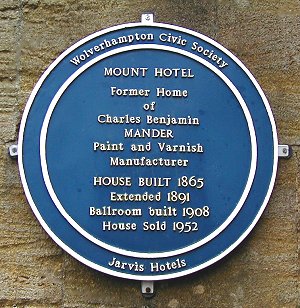 Wolverhampton Civic Society
MOUNT HOTEL
Former Home
of
Charles Benjamin
MANDER
Paint and Varnish
Manufacturer
HOUSE BUILT 1865
Extended 1891
Ballroom built 1908
House Sold 1952
Jarvis Hotels